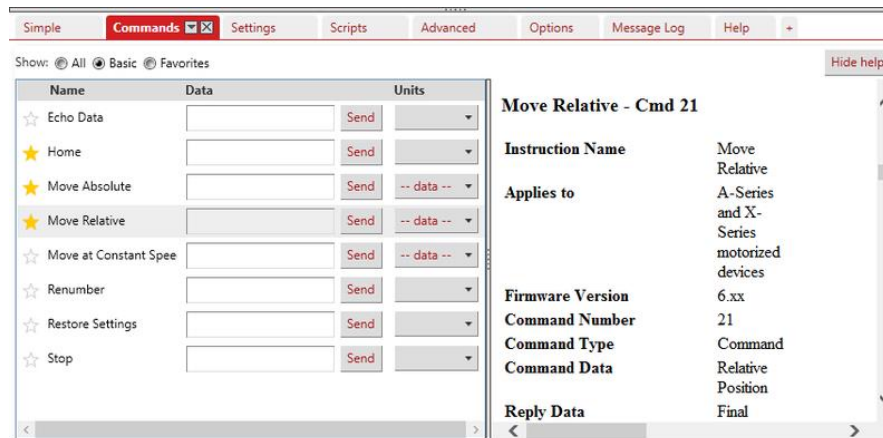 Simple Commands Settings Scripts Advanced Options Message Log Help +
Show: All Basic Favorites Hide help
Name Data Units
Echo Data Send
Home Send
Move Absolute Send -- data --
Move Relative Send -- data --
Move at Constant Spee Send -- data --
Renumber Send
Restore Settings Send
Stop Send
Move Relative - Cmd 21
Instruction Name Move
Relative
Applies to A-Series
and X-
Series
motorized
devices
Firmware Version 6.xx
Command Number 21
Command Type Command
Command Data Relative
Position
Reply Data Final